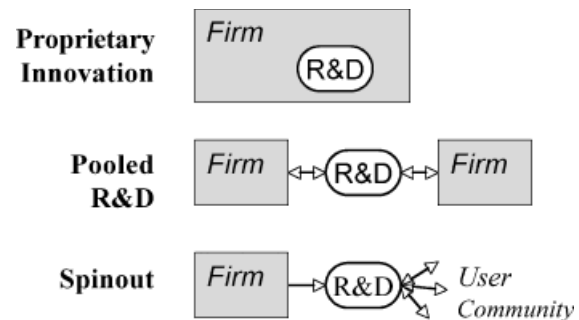 Proprietary
Innovation
Firm
R&D
Pooled
R&D
Firm
R&D
Firm
Spinout
Firm
R&D
User
Community